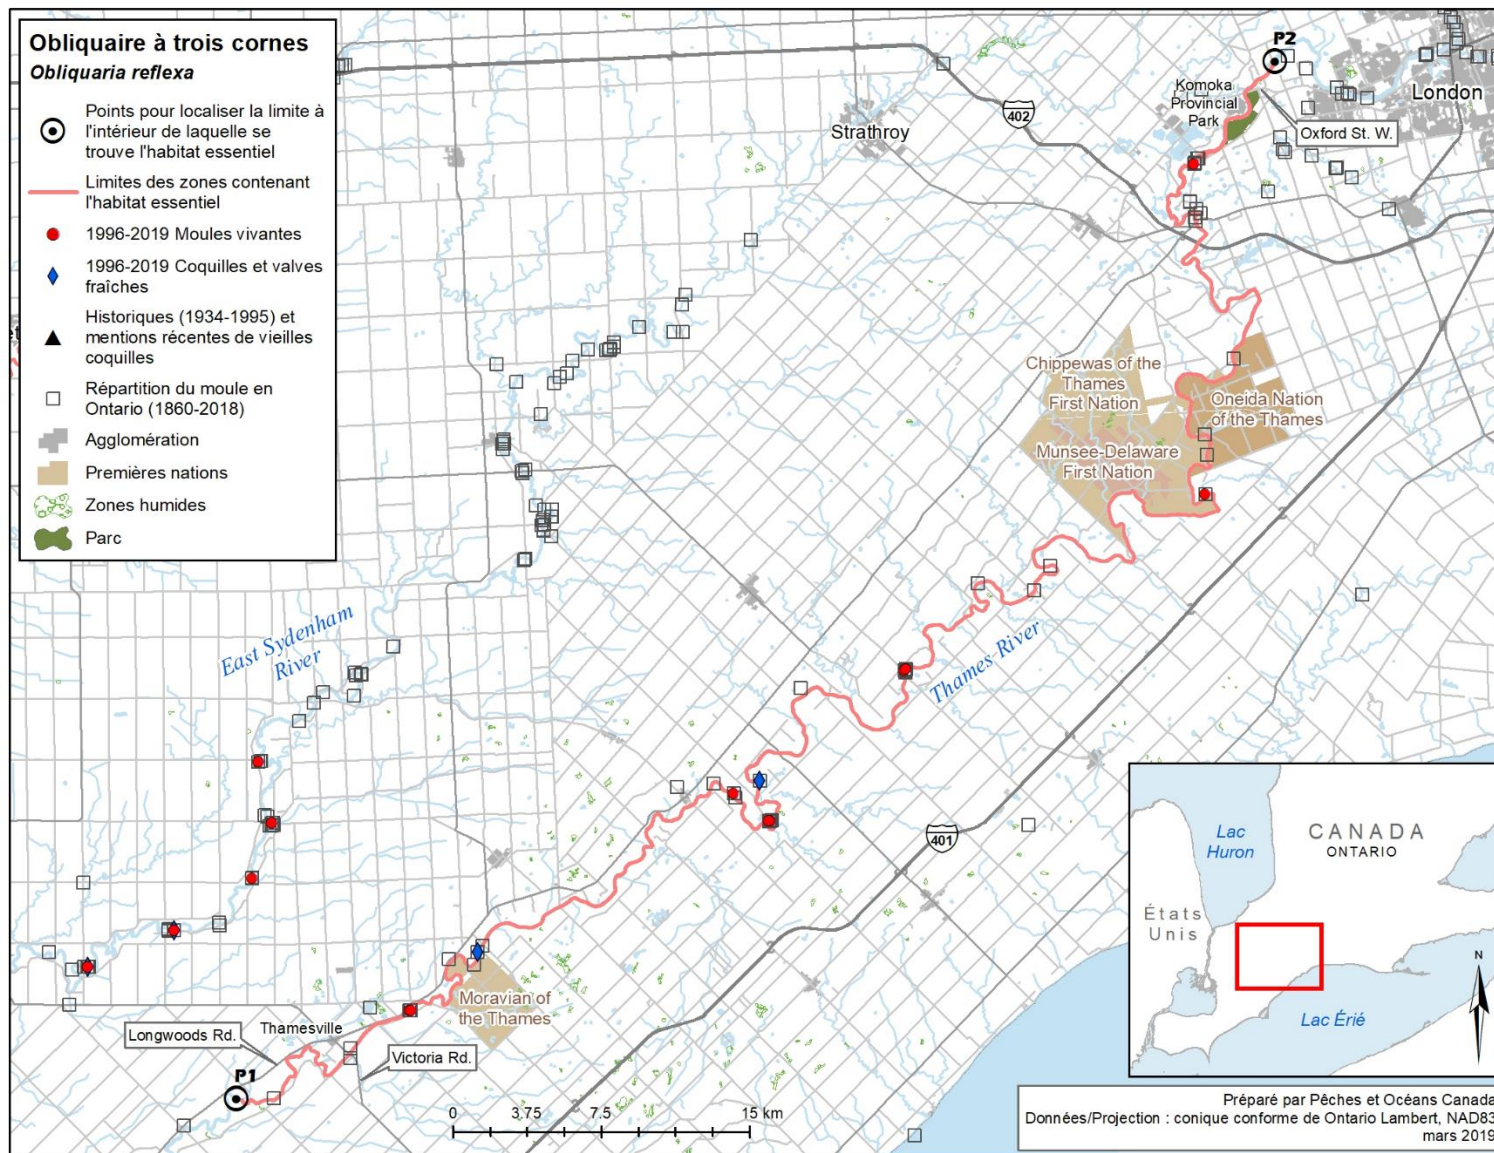 Obliquaire à trois cornes
Obliquaria reflexa
Points pour localiser la limite à
l'intérieur de laquelle se
trouve l'habitat essentiel
Limites des zones contenant
l'habitat essentiel
1996-2019 Moules vivantes
1996-2019 Coquilles et valves
fraîches
Historiques (1934-1995) et
mentions récentes de vieilles
coquilles
Répartition du moule en
Ontario (1860-2018)
Agglomération
Premières nations
Zones humides
Parc
P2
Komoka
Provincial
Park
London
Oxford St. W.
402
Strathroy
Chippewas of the
Thames
First Nation
Oneida Nation
of the Thames
Munsee-Delaware
First Nation
East Sydenham
River
Thames River
401
Moravian of
the Thames
Thamesville
Longwoods Rd.
Victoria Rd.
P1
0 3.75 7.5 15 km
Lac
Huron
CANADA
ONTARIO
États
Unis
Lac Érié
N
Préparé par Pêches et Océans Canada
Données/Projection : conique conforme de Ontario Lambert, NAD83
mars 2019